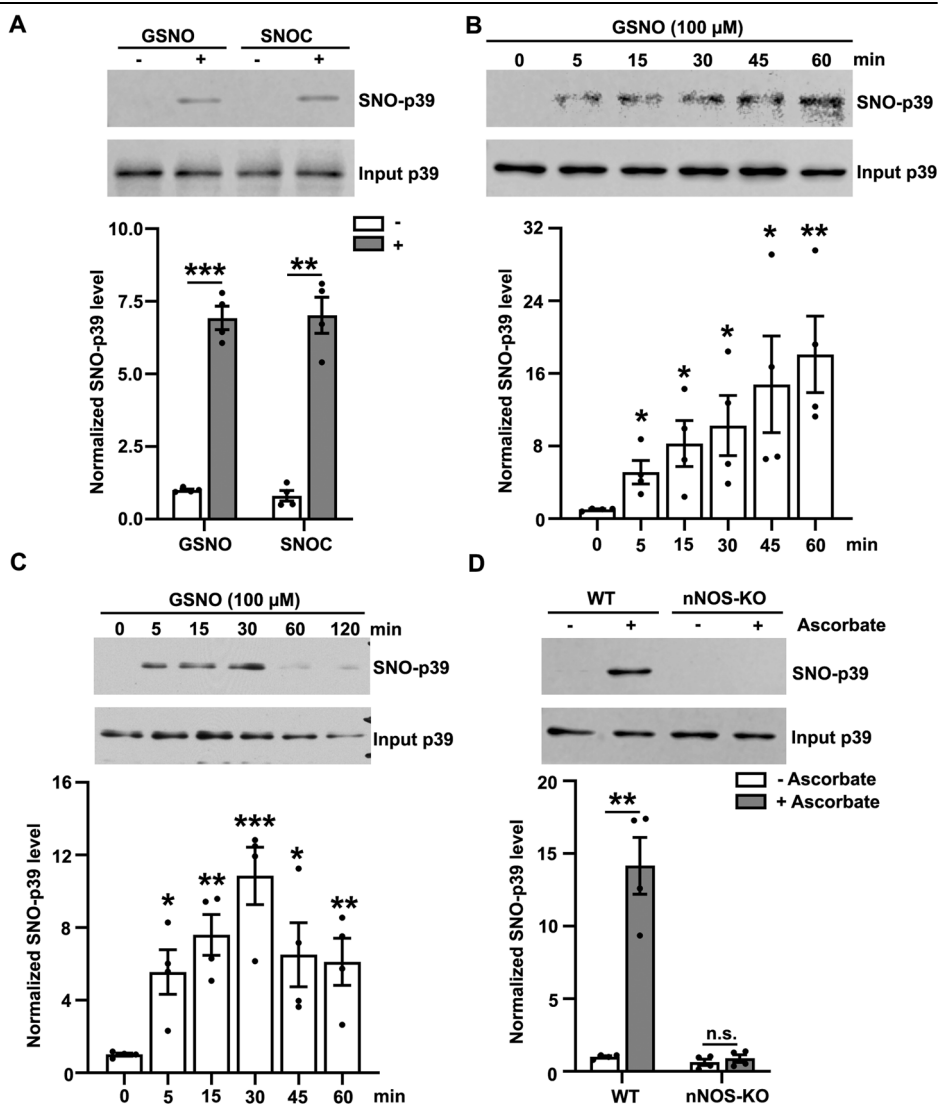 A
GSNO SNOC
- + - +
SNO-p39
Input p39
-
+
Normalized SNO-p39 level
10.0
7.5
5.0
2.5
0.0
*** **
GSNO SNOC
B
GSNO (100 µM)
0 5 15 30 45 60 min
SNO-p39
Input p39
Normalized SNO-p39 level
32
24
16
8
0
* * * * **
0 5 15 30 45 60 min
C
GSNO (100 µM)
0 5 15 30 60 120 min
SNO-p39
Input p39
Normalized SNO-p39 level
16
12
8
4
0
* ** *** * **
0 5 15 30 45 60 min
D
WT nNOS-KO
- + - + Ascorbate
SNO-p39
Input p39
- Ascorbate
+ Ascorbate
Normalized SNO-p39 level
20
15
10
5
0
** n.s.
WT nNOS-KO